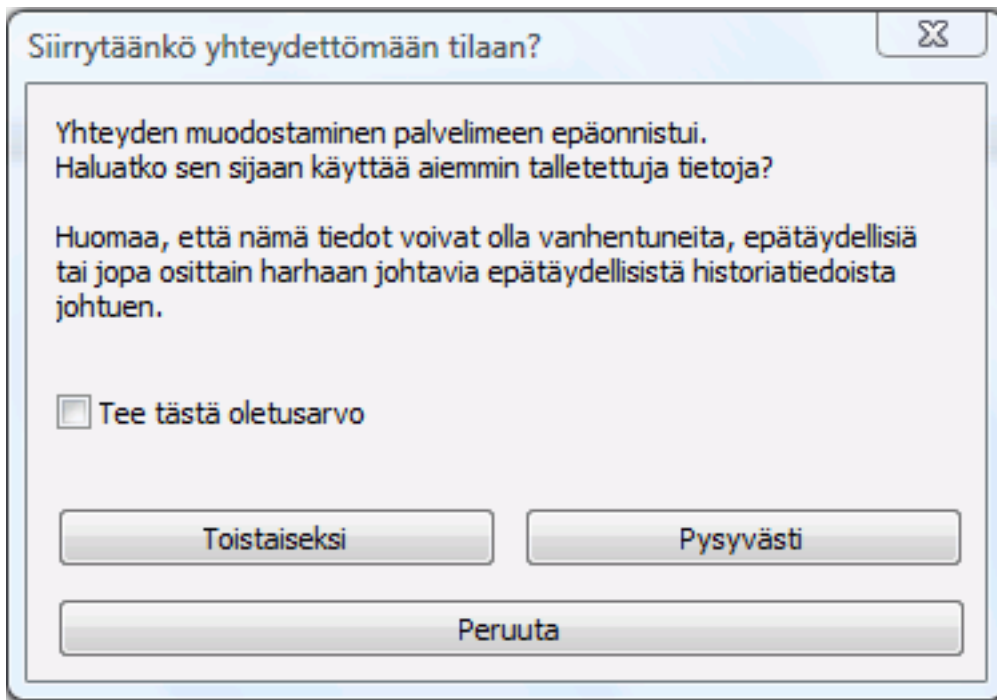 Siirrytäänkö yhteydettömään tilaan?
Yhteyden muodostaminen palvelimeen epäonnistui.
Haluatko sen sijaan käyttää aiemmin talletettuja tietoja?
Huomaa, että nämä tiedot voivat olla vanhentuneita, epätäydellisiä
tai jopa osittain harhaan johtavia epätäydellisistä historiatiedoista
johtuen.
Tee tästä oletusarvo
Toistaiseksi
Pysyvästi
Peruuta